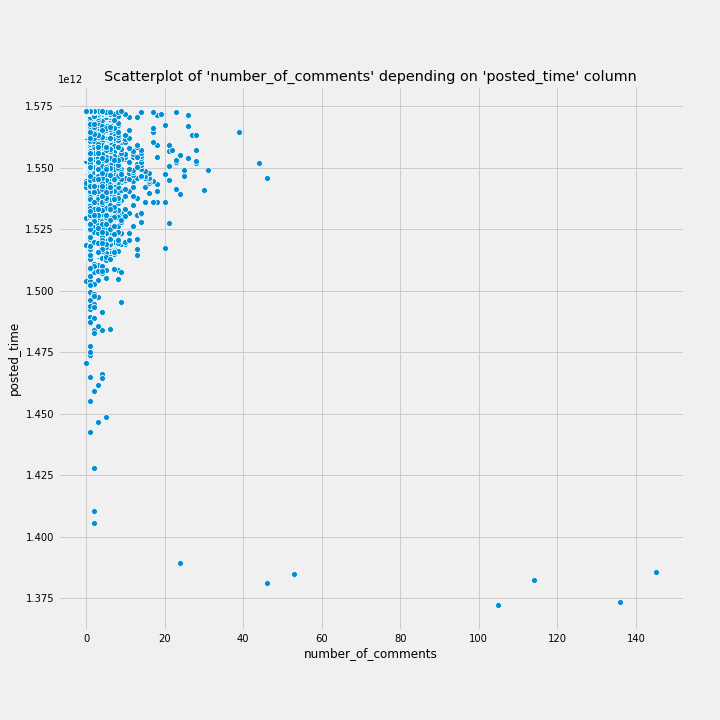 Scatterplot of 'number_of_comments' depending on 'posted_time' column
1e12
1.575
1.550
1.525
1.500
1.475
1.450
1.425
1.400
1.375
posted_time
0 20 40 60 80 100 120 140
number_of_comments